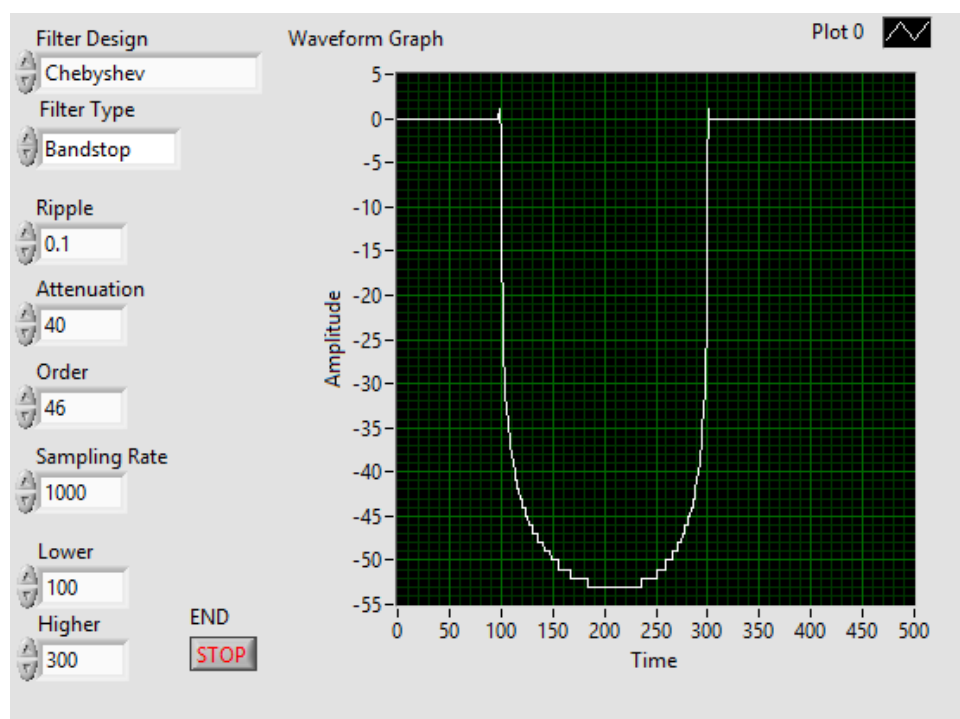 Filter Design
Chebyshev
Filter Type
Bandstop
Ripple
0.1
Attenuation
40
Order
46
Sampling Rate
1000
Lower
100
Higher
300
END
STOP
Waveform Graph
Plot 0
Amplitude
5
0
-5
-10
-15
-20
-25
-30
-35
-40
-45
-50
-55
0 50 100 150 200 250 300 350 400 450 500
Time